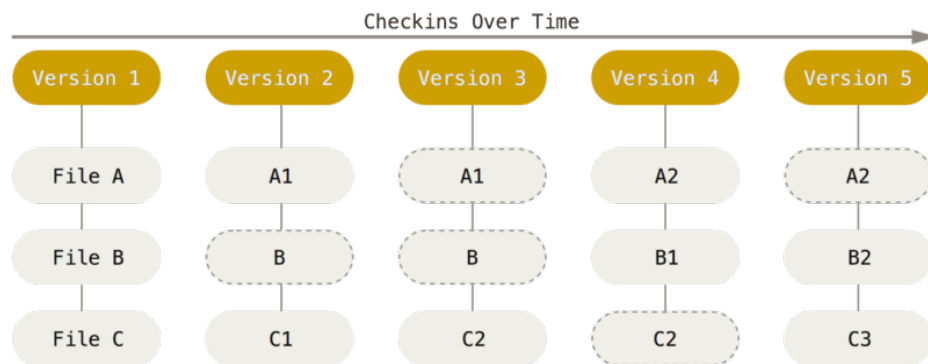 Checkins Over Time
Version 1 Version 2 Version 3 Version 4 Version 5
File A A1 A1 A2 A2
File B B B B1 B2
File C C1 C2 C2 C3